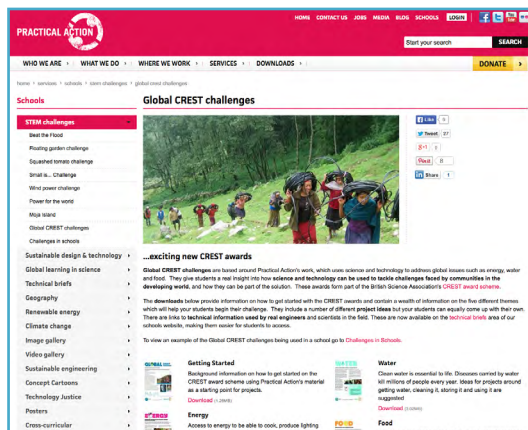 HOME CONTACT US JOBS MEDIA BLOG SCHOOLS LOGIN
PRACTICAL ACTION
Start your search SEARCH
WHO WE ARE WHAT WE DO WHERE WE WORK SERVICES DOWNLOADS DONATE
home > services > schools > stem challenges > global crest challenges
Schools
STEM challenges
Beat the Flood
Floating garden challenge
Squashed tomato challenge
Small is... Challenge
Wind power challenge
Power for the world
Moja Island
Global CREST challenges
Challenges in schools
Sustainable design & technology
Global learning in science
Technical briefs
Geography
Renewable energy
Climate change
Image gallery
Video gallery
Sustainable engineering
Concept Cartoons
Technology Justice
Posters
Cross-curricular
Global CREST challenges
Like
Tweet 27
Share 1
...exciting new CREST awards
Global CREST challenges are based around Practical Action's work, which uses science and technology to address global issues such as energy, water
and food. They give students a real insight into how science and technology can be used to tackle challenges faced by communities in the
developing world, and how they can be part of the solution. These awards form part of the British Science Association's CREST award scheme.
The downloads below provide information on how to get started with the CREST awards and contain a wealth of information on the five different themes
which will help your students begin their challenge. They include a number of different project ideas but your students can equally come up with their own.
There are links to technical information used by real engineers and scientists in the field. These are now available on the technical briefs area of our
schools website, making them easier for students to access.
To view an example of the Global CREST challenges being used in a school go to Challenges in Schools.
Getting Started
Background information on how to get started on the
CREST award scheme using Practical Action's material
as a starting point for projects.
Download
Energy
Access to energy to be able to cook, produce lighting
WATER
Water
Clean water is essential to life. Diseases carried by water
kill millions of people every year. Ideas for projects around
getting water, cleaning it, storing it and using it are
suggested
Download
FOOD
Food